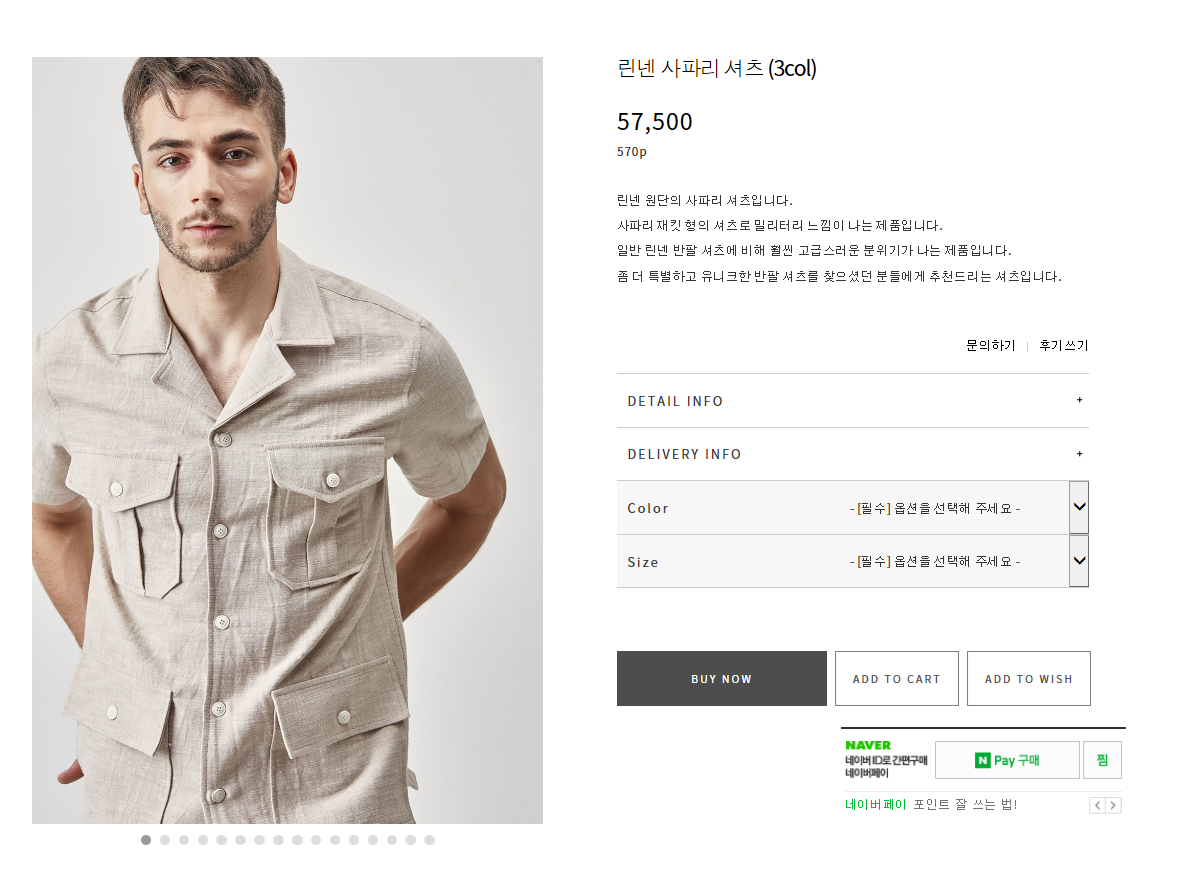 린넨 사파리 셔츠 (3col)
57,500
570p
린넨 원단의 사파리 셔츠입니다.
사파리 재킷 형의 셔츠로 밀리터리 느낌이 나는 제품입니다.
일반 린넨 반팔 셔츠에 비해 훨씬 고급스러운 분위기가 나는 제품입니다.
좀 더 특별하고 유니크한 반팔 셔츠를 찾으셨던 분들에게 추천드리는 셔츠입니다.
문의하기 | 후기쓰기
DETAIL INFO +
DELIVERY INFO +
Color - [필수] 옵션을 선택해 주세요 -
Size - [필수] 옵션을 선택해 주세요 -
BUY NOW ADD TO CART ADD TO WISH
NAVER
네이버 ID로 간편구매
네이버페이
N Pay 구매 찜
네이버페이 포인트 잘 쓰는 법!